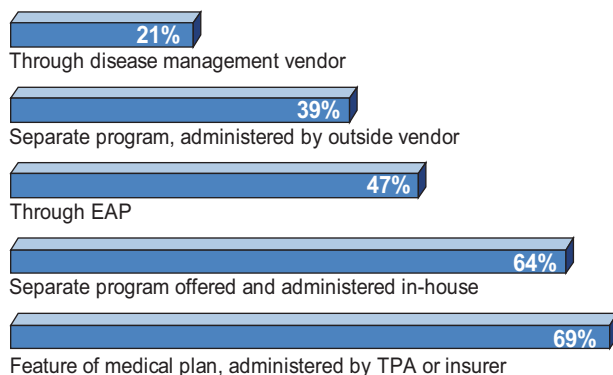 21%
Through disease management vendor
39%
Separate program, administered by outside vendor
47%
Through EAP
64%
Separate program offered and administered in-house
69%
Feature of medical plan, administered by TPA or insurer